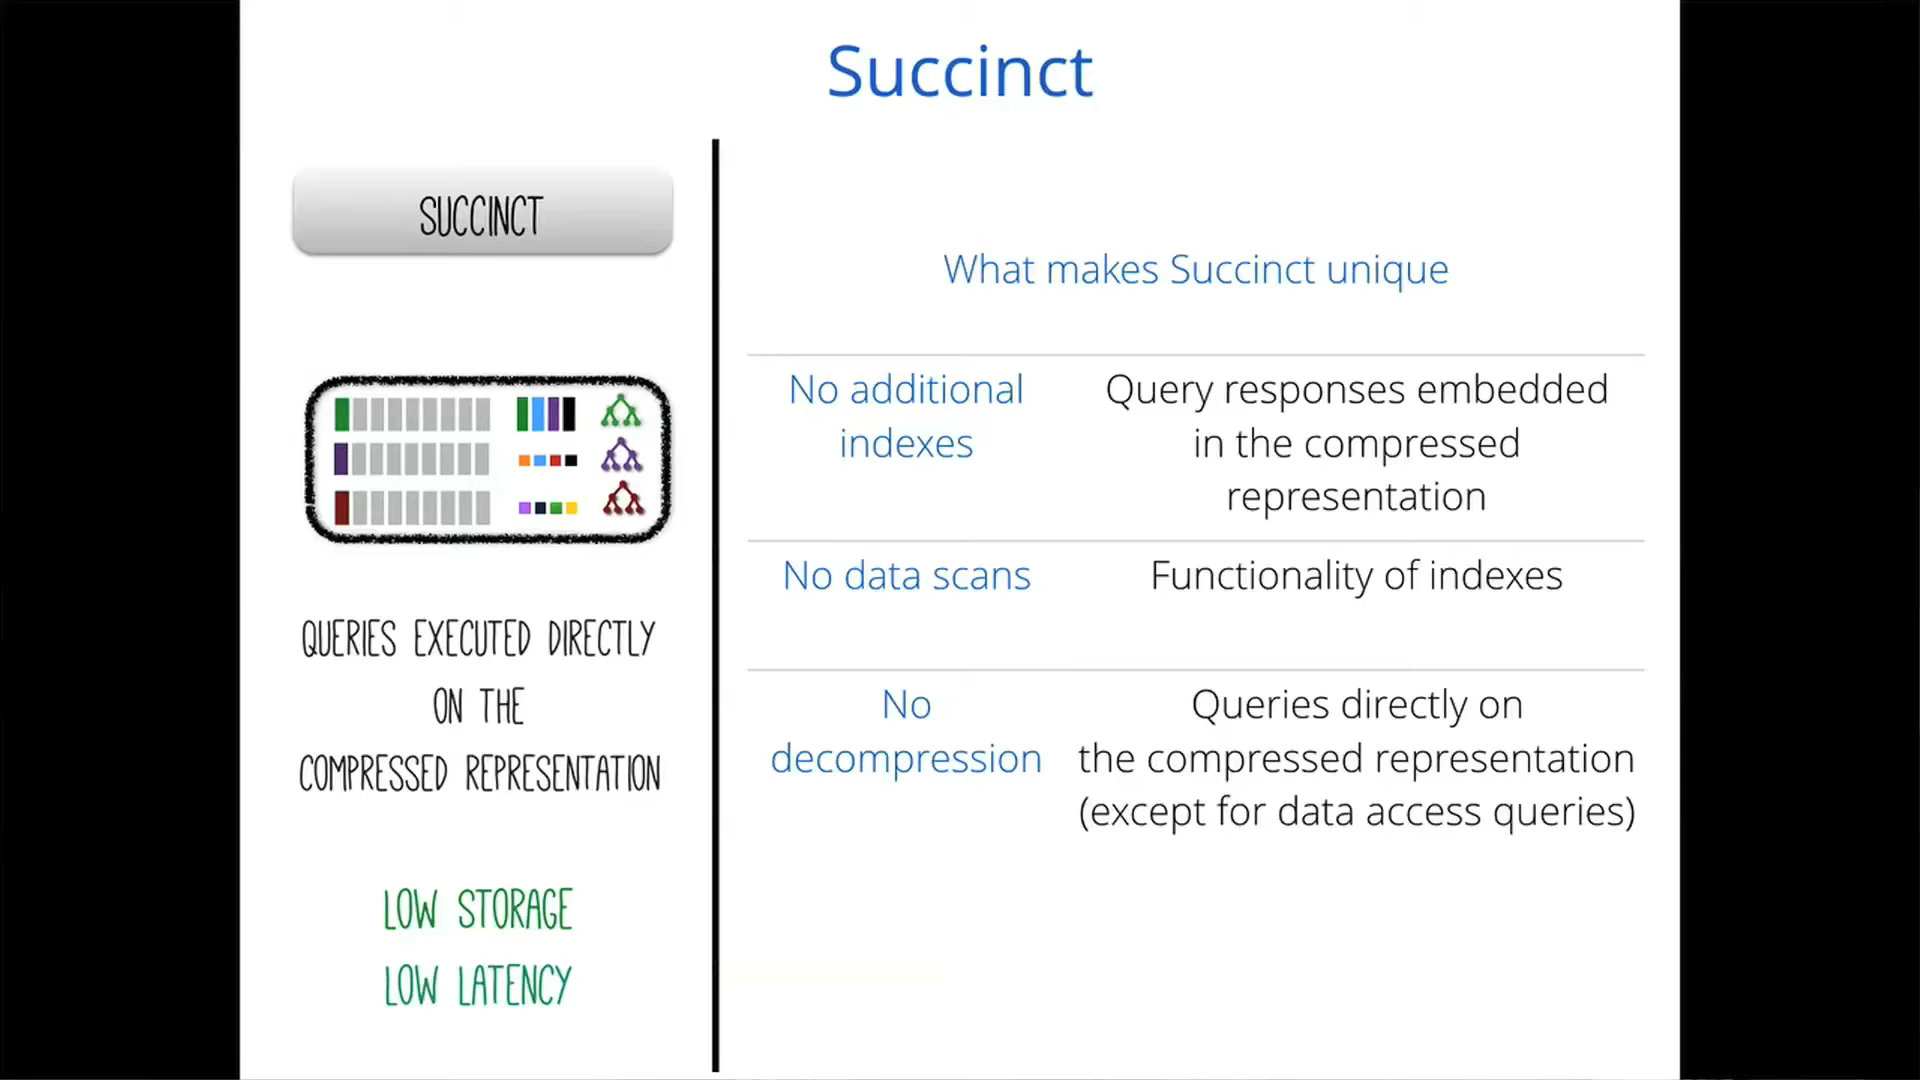 Succinct
SUCCINCT
QUERIES EXECUTED DIRECTLY
ON THE
COMPRESSED REPRESENTATION
LOW STORAGE
LOW LATENCY
What makes Succinct unique
No additional
indexes
Query responses embedded
in the compressed
representation
No data scans
Functionality of indexes
No
decompression
Queries directly on
the compressed representation
(except for data access queries)